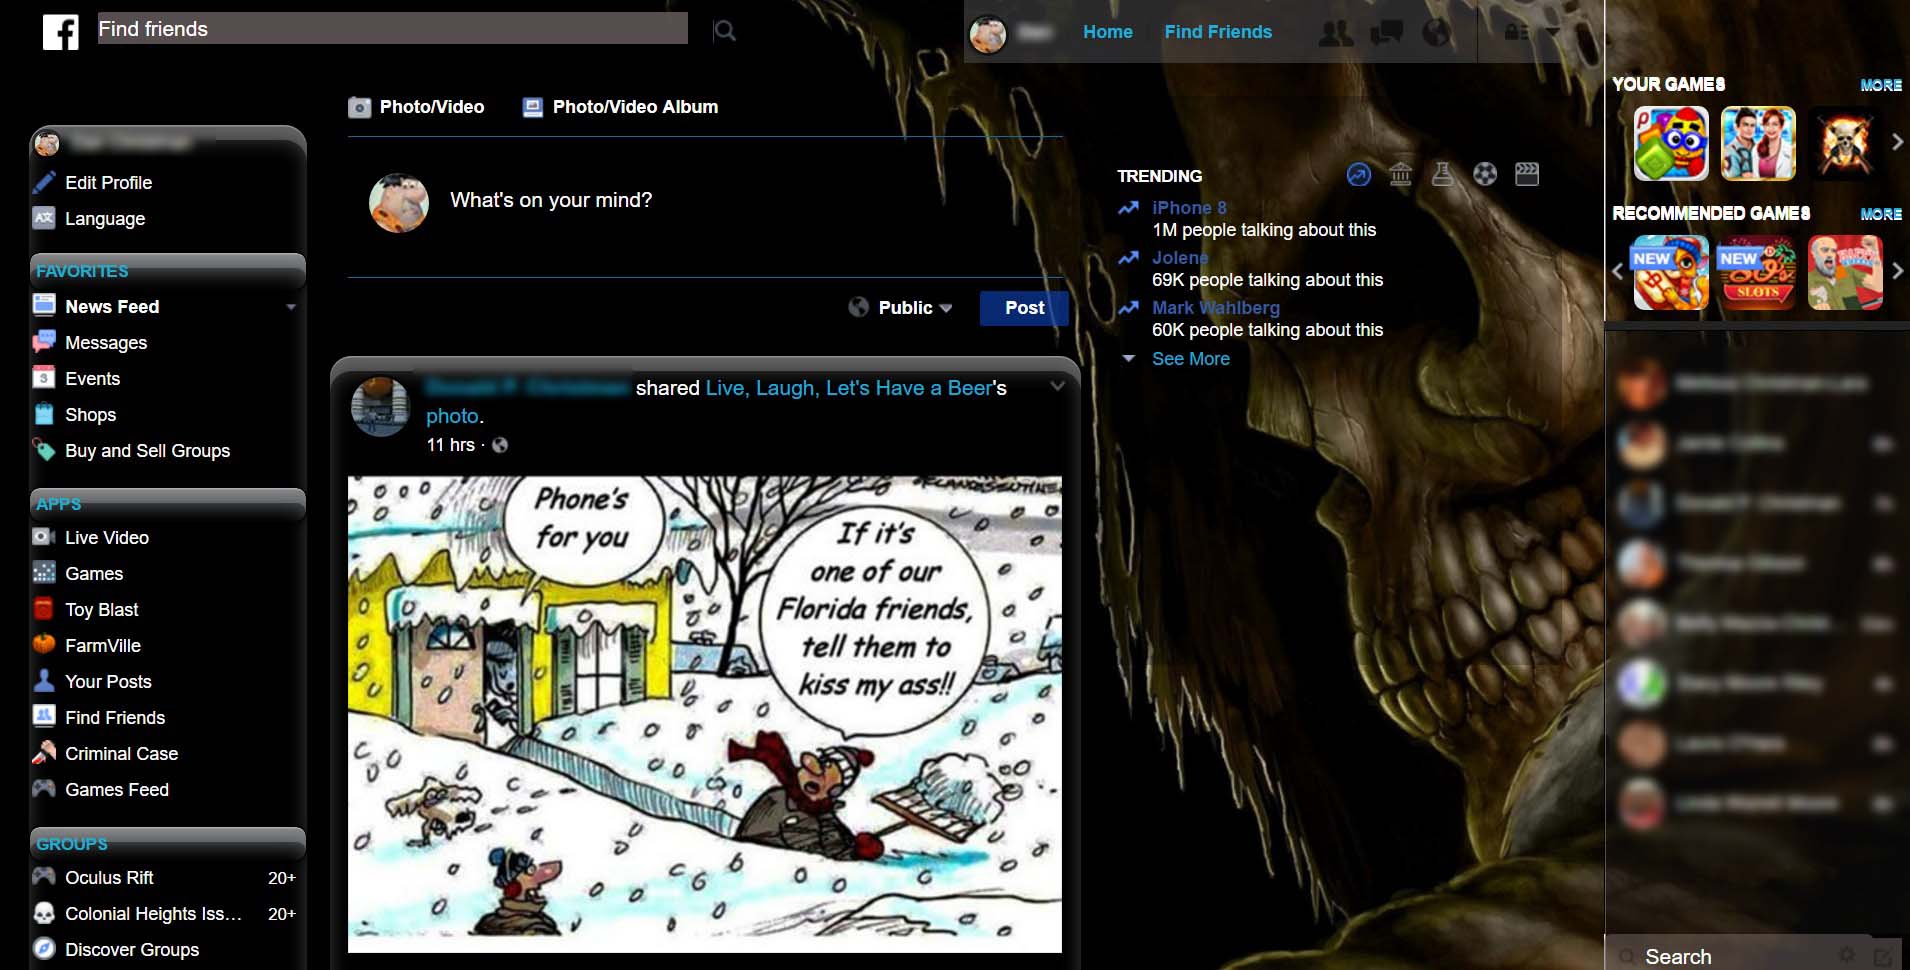 Find friends
Home
Find Friends
Photo/Video
Photo/Video Album
Edit Profile
Language
FAVORITES
News Feed
Messages
Events
Shops
Buy and Sell Groups
APPS
Live Video
Games
Toy Blast
FarmVille
Your Posts
Find Friends
Criminal Case
Games Feed
GROUPS
Oculus Rift 20+
Colonial Heights Iss... 20+
Discover Groups
What's on your mind?
Public
Post
shared Live, Laugh, Let's Have a Beer's
photo.
11 hrs ·
Phone's
for you
If it's
one of our
Florida friends,
tell them to
kiss my ass!!
TRENDING
iPhone 8
1M people talking about this
Jolene
69K people talking about this
Mark Wahlberg
60K people talking about this
See More
YOUR GAMES MORE
RECOMMENDED GAMES MORE
NEW
NEW
SLOTS
Search